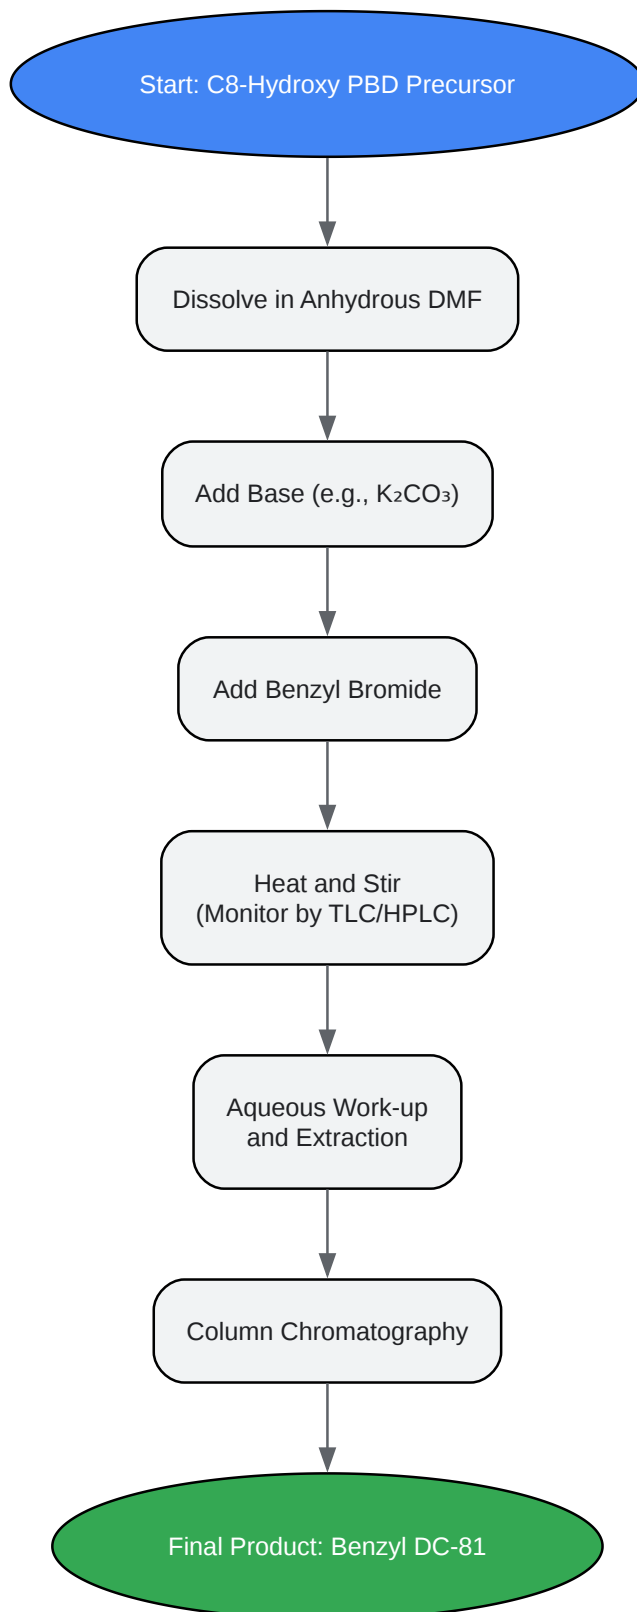 Start: C8-Hydroxy PBD Precursor
Dissolve in Anhydrous DMF
Add Base (e.g., K₂CO₃)
Add Benzyl Bromide
Heat and Stir
(Monitor by TLC/HPLC)
Aqueous Work-up
and Extraction
Column Chromatography
Final Product: Benzyl DC-81